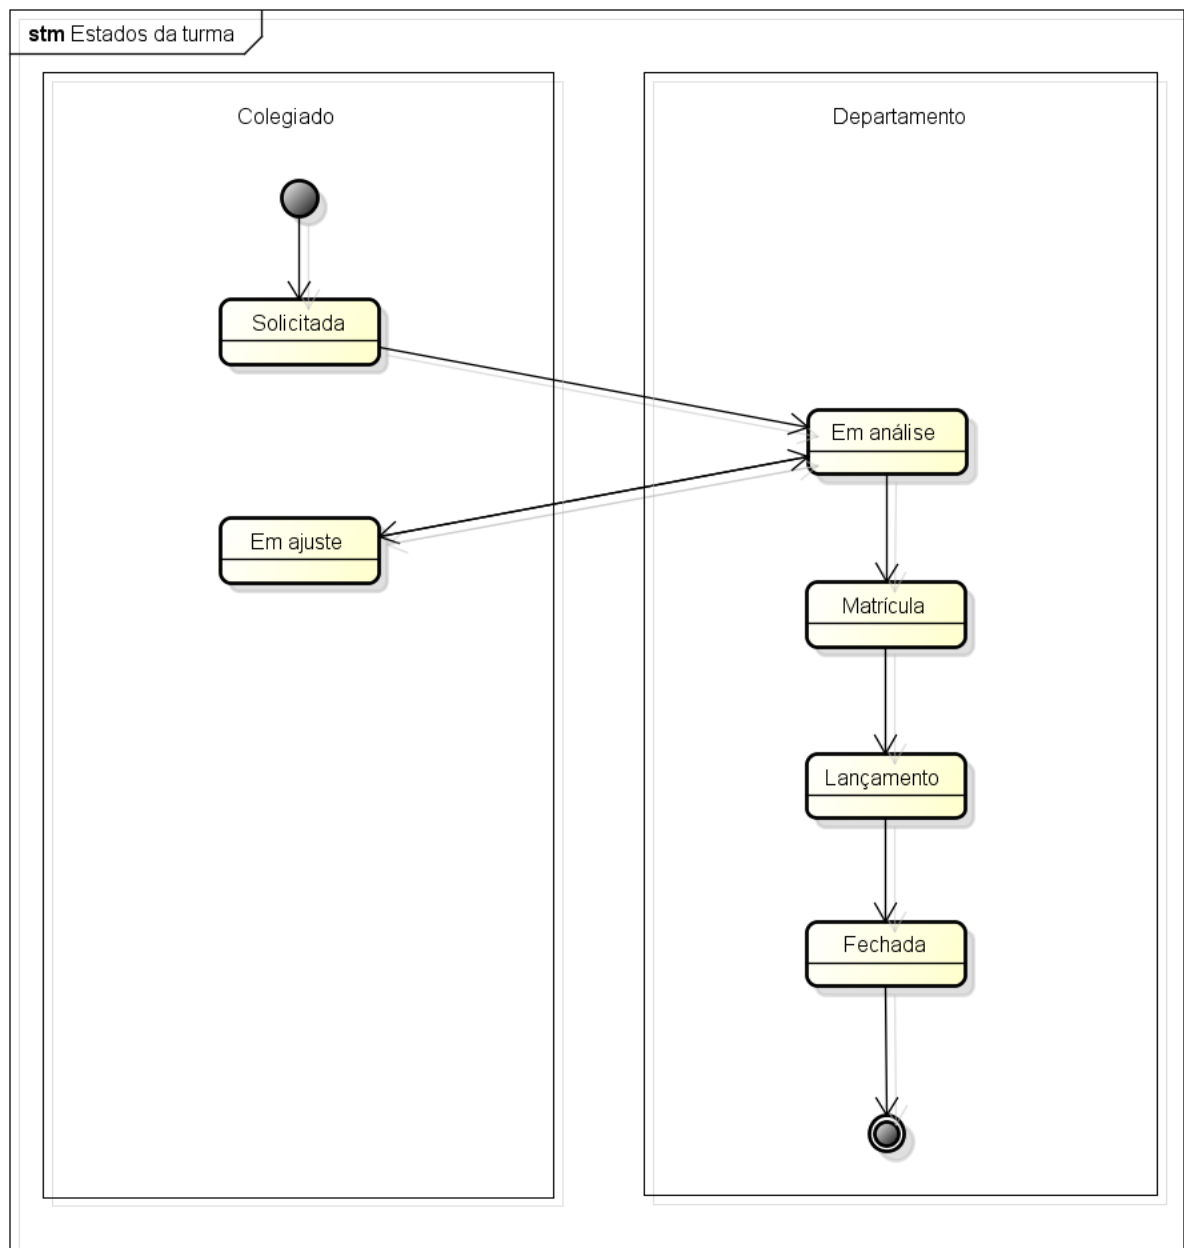 stm Estados da turma
Colegiado
Departamento
Solicitada
Em análise
Em ajuste
Matrícula
Lançamento
Fechada